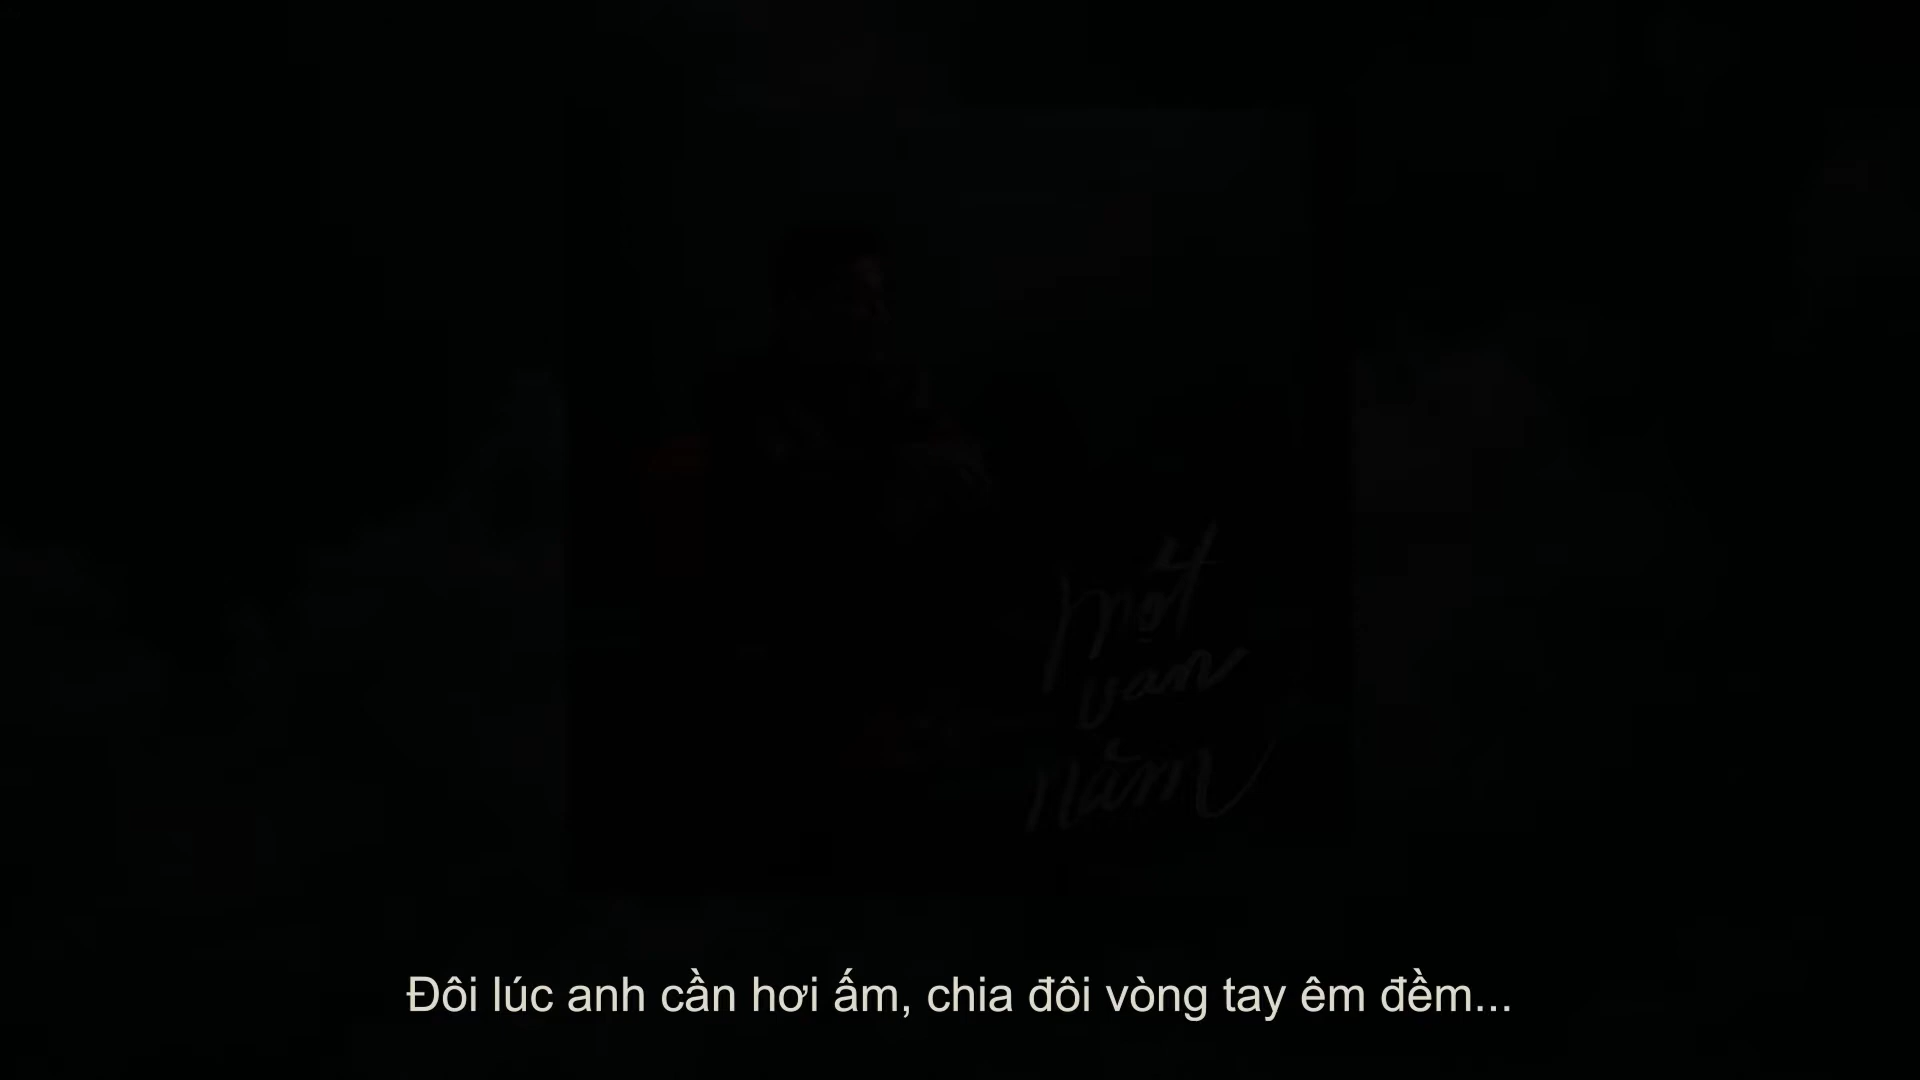 một
vạn
năm
Đôi lúc anh cần hơi ấm, chia đôi vòng tay êm đềm...